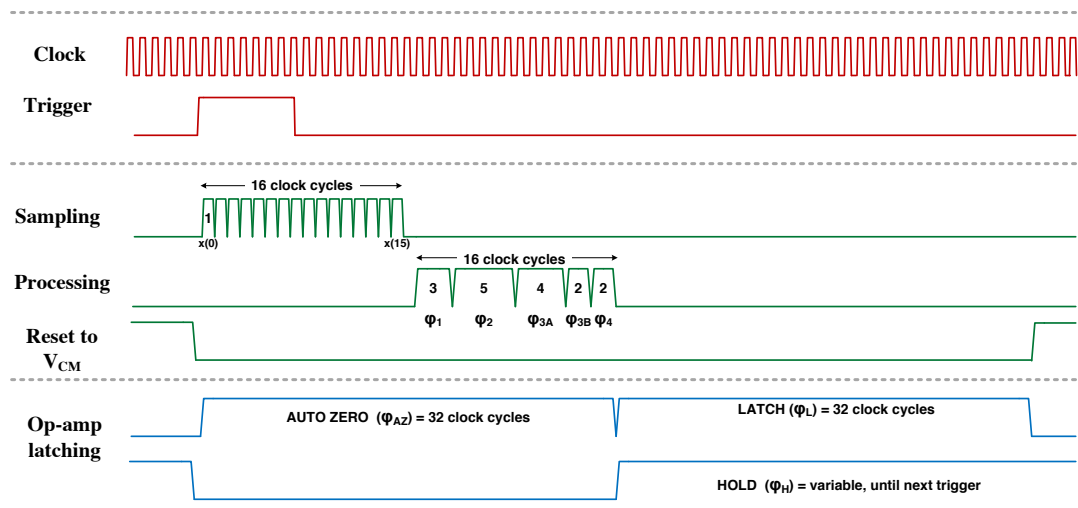 Clock
Trigger
16 clock cycles
Sampling
1
x(0)
x(15)
16 clock cycles
Processing
3 5 4 2 2
φ1 φ2 φ3A φ3B φ4
Reset to
VCM
AUTO ZERO (φAZ) = 32 clock cycles
LATCH (φL) = 32 clock cycles
Op-amp
latching
HOLD (φH) = variable, until next trigger